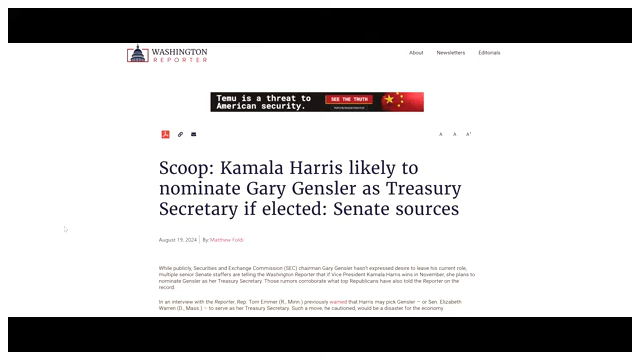 WASHINGTON
REPORTER
About Newsletters Editorials
Temu is a threat to
American security.
SEE THE TRUTH
A A A+
Scoop: Kamala Harris likely to
nominate Gary Gensler as Treasury
Secretary if elected: Senate sources
August 19, 2024 By: Matthew Foldi
While publicly, Securities and Exchange Commission (SEC) chairman Gary Gensler hasn't expressed desire to leave his current role,
multiple senior Senate staffers are telling the Washington Reporter that if Vice President Kamala Harris wins in November, she plans to
nominate Gensler as her Treasury Secretary. Those rumors corroborate what top Republicans have also told the Reporter on the
record.
In an interview with the Reporter, Rep. Tom Emmer (R., Minn.) previously warned that Harris may pick Gensler — or Sen. Elizabeth
Warren (D., Mass.) — to serve as her Treasury Secretary. Such a move, he cautioned, would be a disaster for the economy